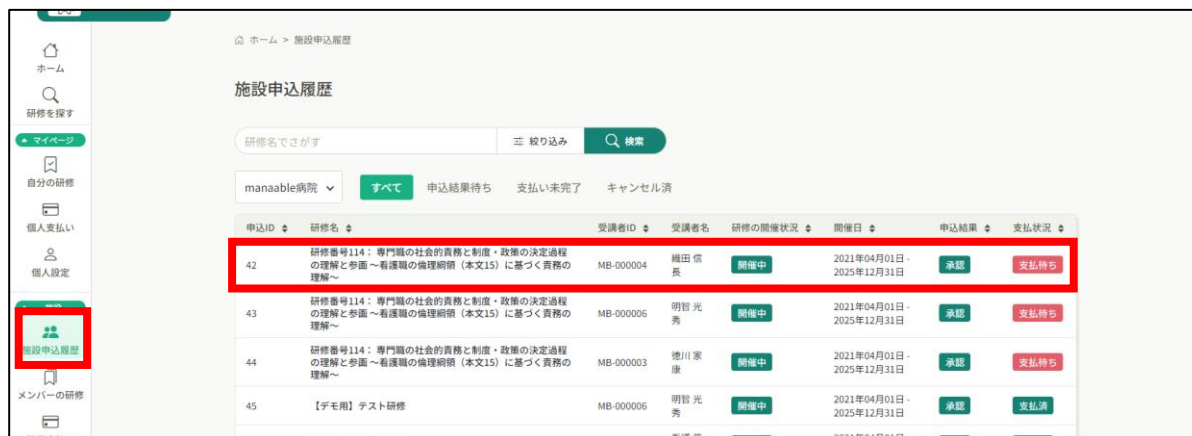 ホーム > 施設申込履歴
ホーム
研修を探す
マイページ
自分の研修
個人支払い
個人設定
施設申込履歴
メンバーの研修
施設申込履歴
研修名でさがす
絞り込み
検索
manaable病院
すべて
申込結果待ち
支払い未完了
キャンセル済
申込ID 研修名 受講者ID 受講者名 研修の開催状況 開催日 申込結果 支払状況
42
研修番号114： 専門職の社会的責務と制度・政策の決定過程
の理解と参画 ～看護職の倫理綱領（本文15）に基づく責務の
理解～
MB-000004
織田 信
長
開催中
2021年04月01日 -
2025年12月31日
承認
支払待ち
43
研修番号114： 専門職の社会的責務と制度・政策の決定過程
の理解と参画 ～看護職の倫理綱領（本文15）に基づく責務の
理解～
MB-000006
明智 光
秀
開催中
2021年04月01日 -
2025年12月31日
承認
支払待ち
44
研修番号114： 専門職の社会的責務と制度・政策の決定過程
の理解と参画 ～看護職の倫理綱領（本文15）に基づく責務の
理解～
MB-000003
徳川 家
康
開催中
2021年04月01日 -
2025年12月31日
承認
支払待ち
45
【デモ用】テスト研修
MB-000006
明智 光
秀
開催中
2021年04月01日 -
2025年12月31日
承認
支払済